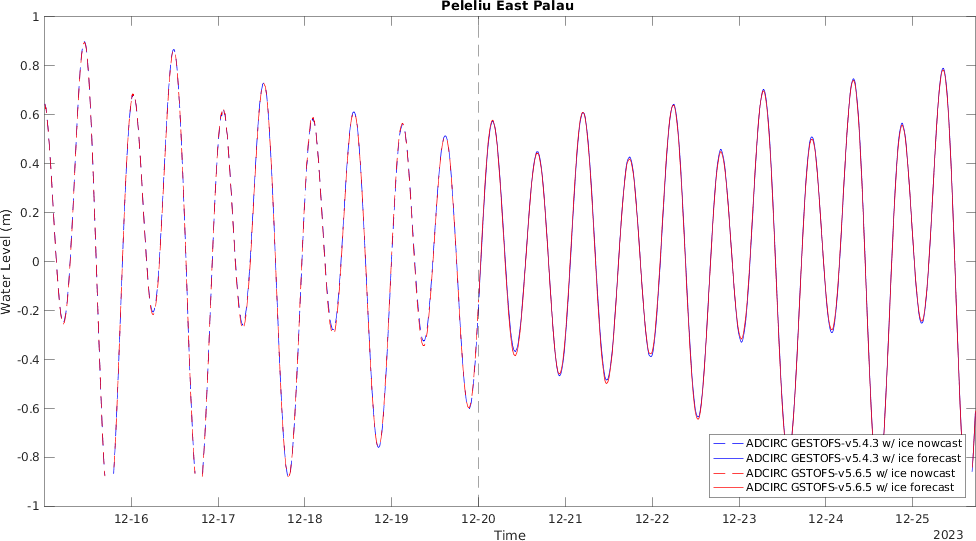 Peleliu East Palau
1
0.8
0.6
0.4
0.2
0
-0.2
-0.4
-0.6
-0.8
-1
Water Level (m)
ADCIRC GESTOFS-v5.4.3 w/ ice nowcast
ADCIRC GESTOFS-v5.4.3 w/ ice forecast
ADCIRC GSTOFS-v5.6.5 w/ ice nowcast
ADCIRC GSTOFS-v5.6.5 w/ ice forecast
12-16 12-17 12-18 12-19 12-20 12-21 12-22 12-23 12-24 12-25
Time
2023